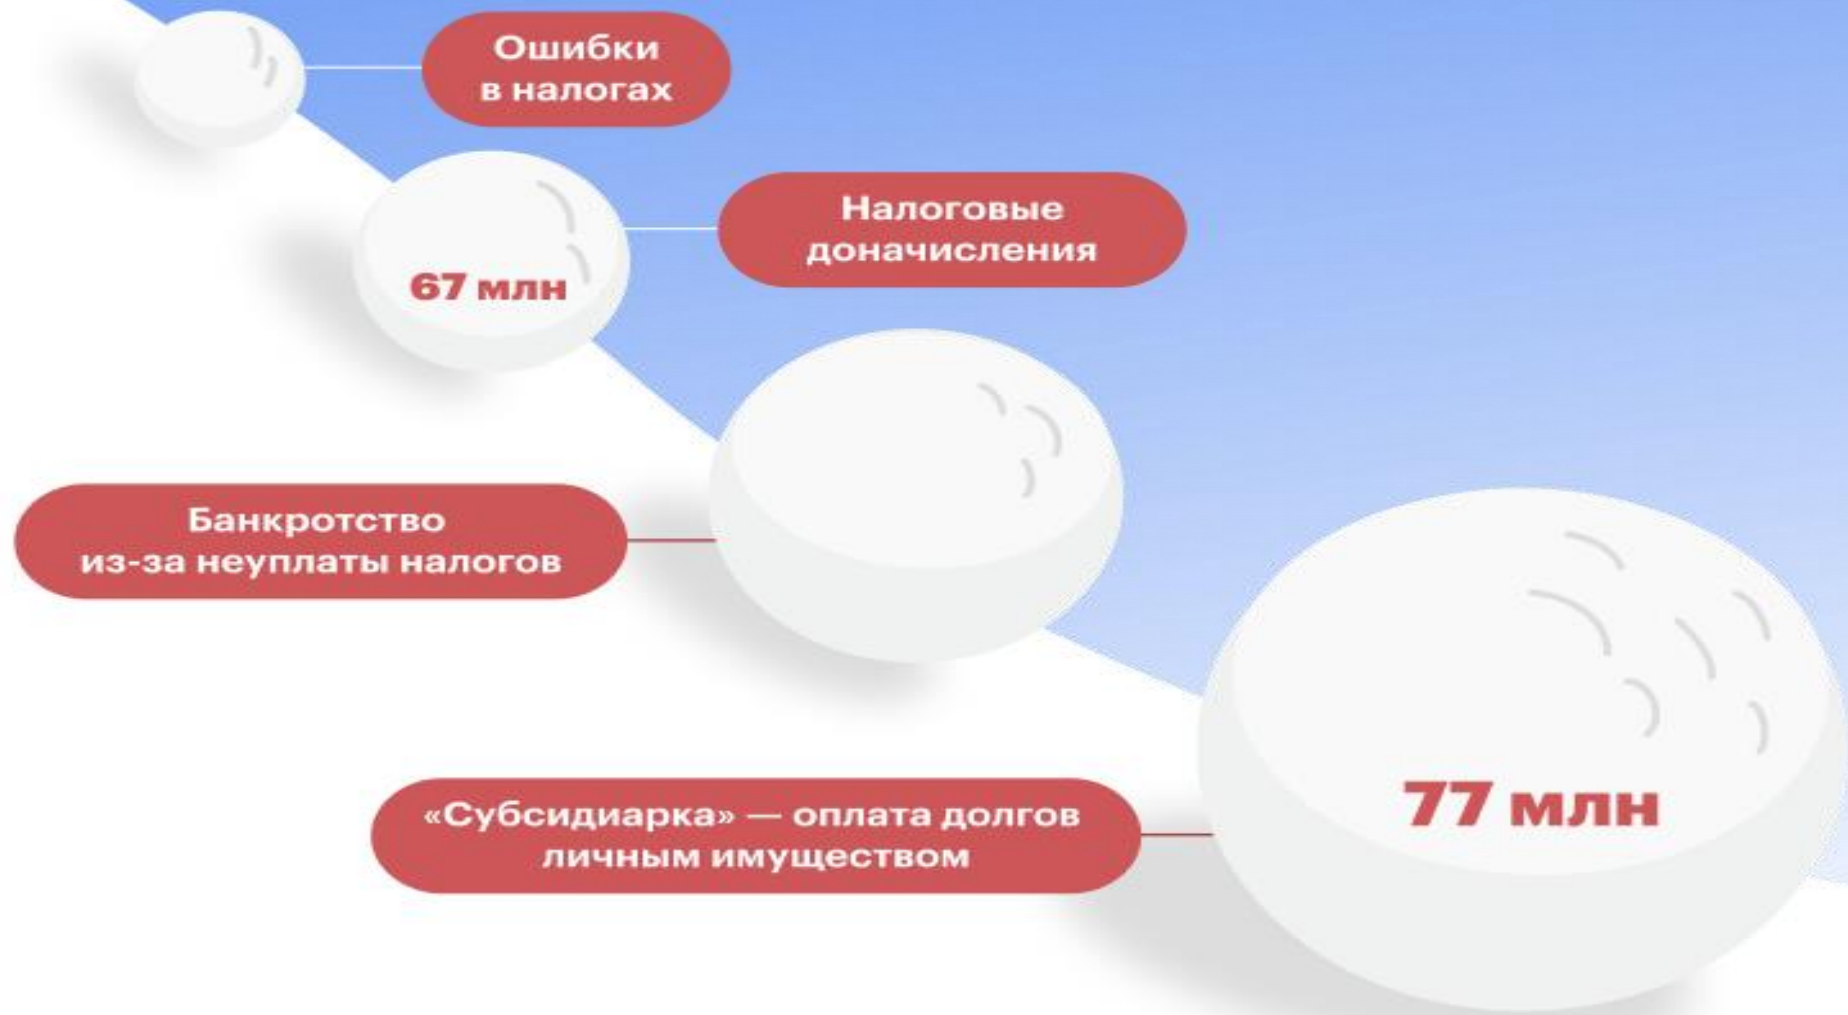 Ошибки
в налогах
Налоговые
доначисления
67 млн
Банкротство
из-за неуплаты налогов
«Субсидиарка» — оплата долгов
личным имуществом
77 млн